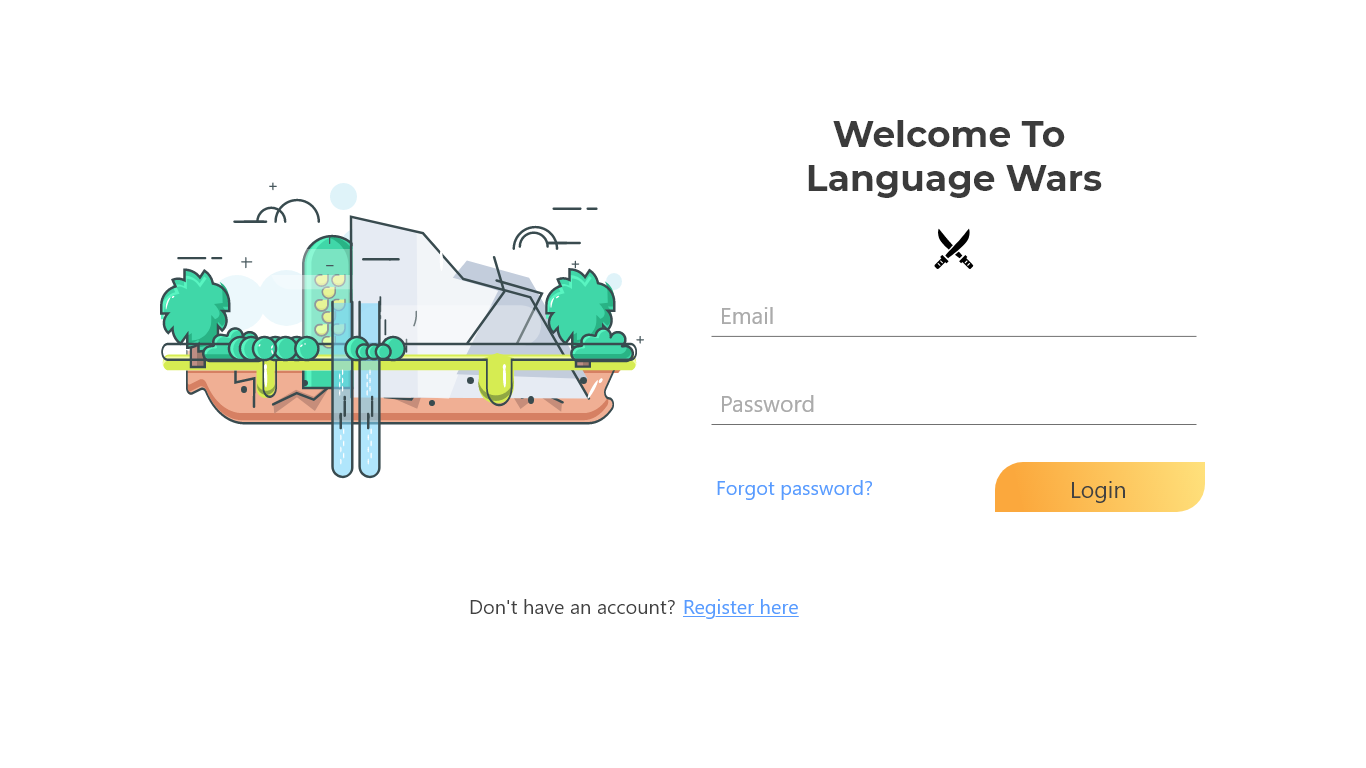 Welcome To
Language Wars
Email
Password
Forgot password?
Login
Don't have an account? Register here